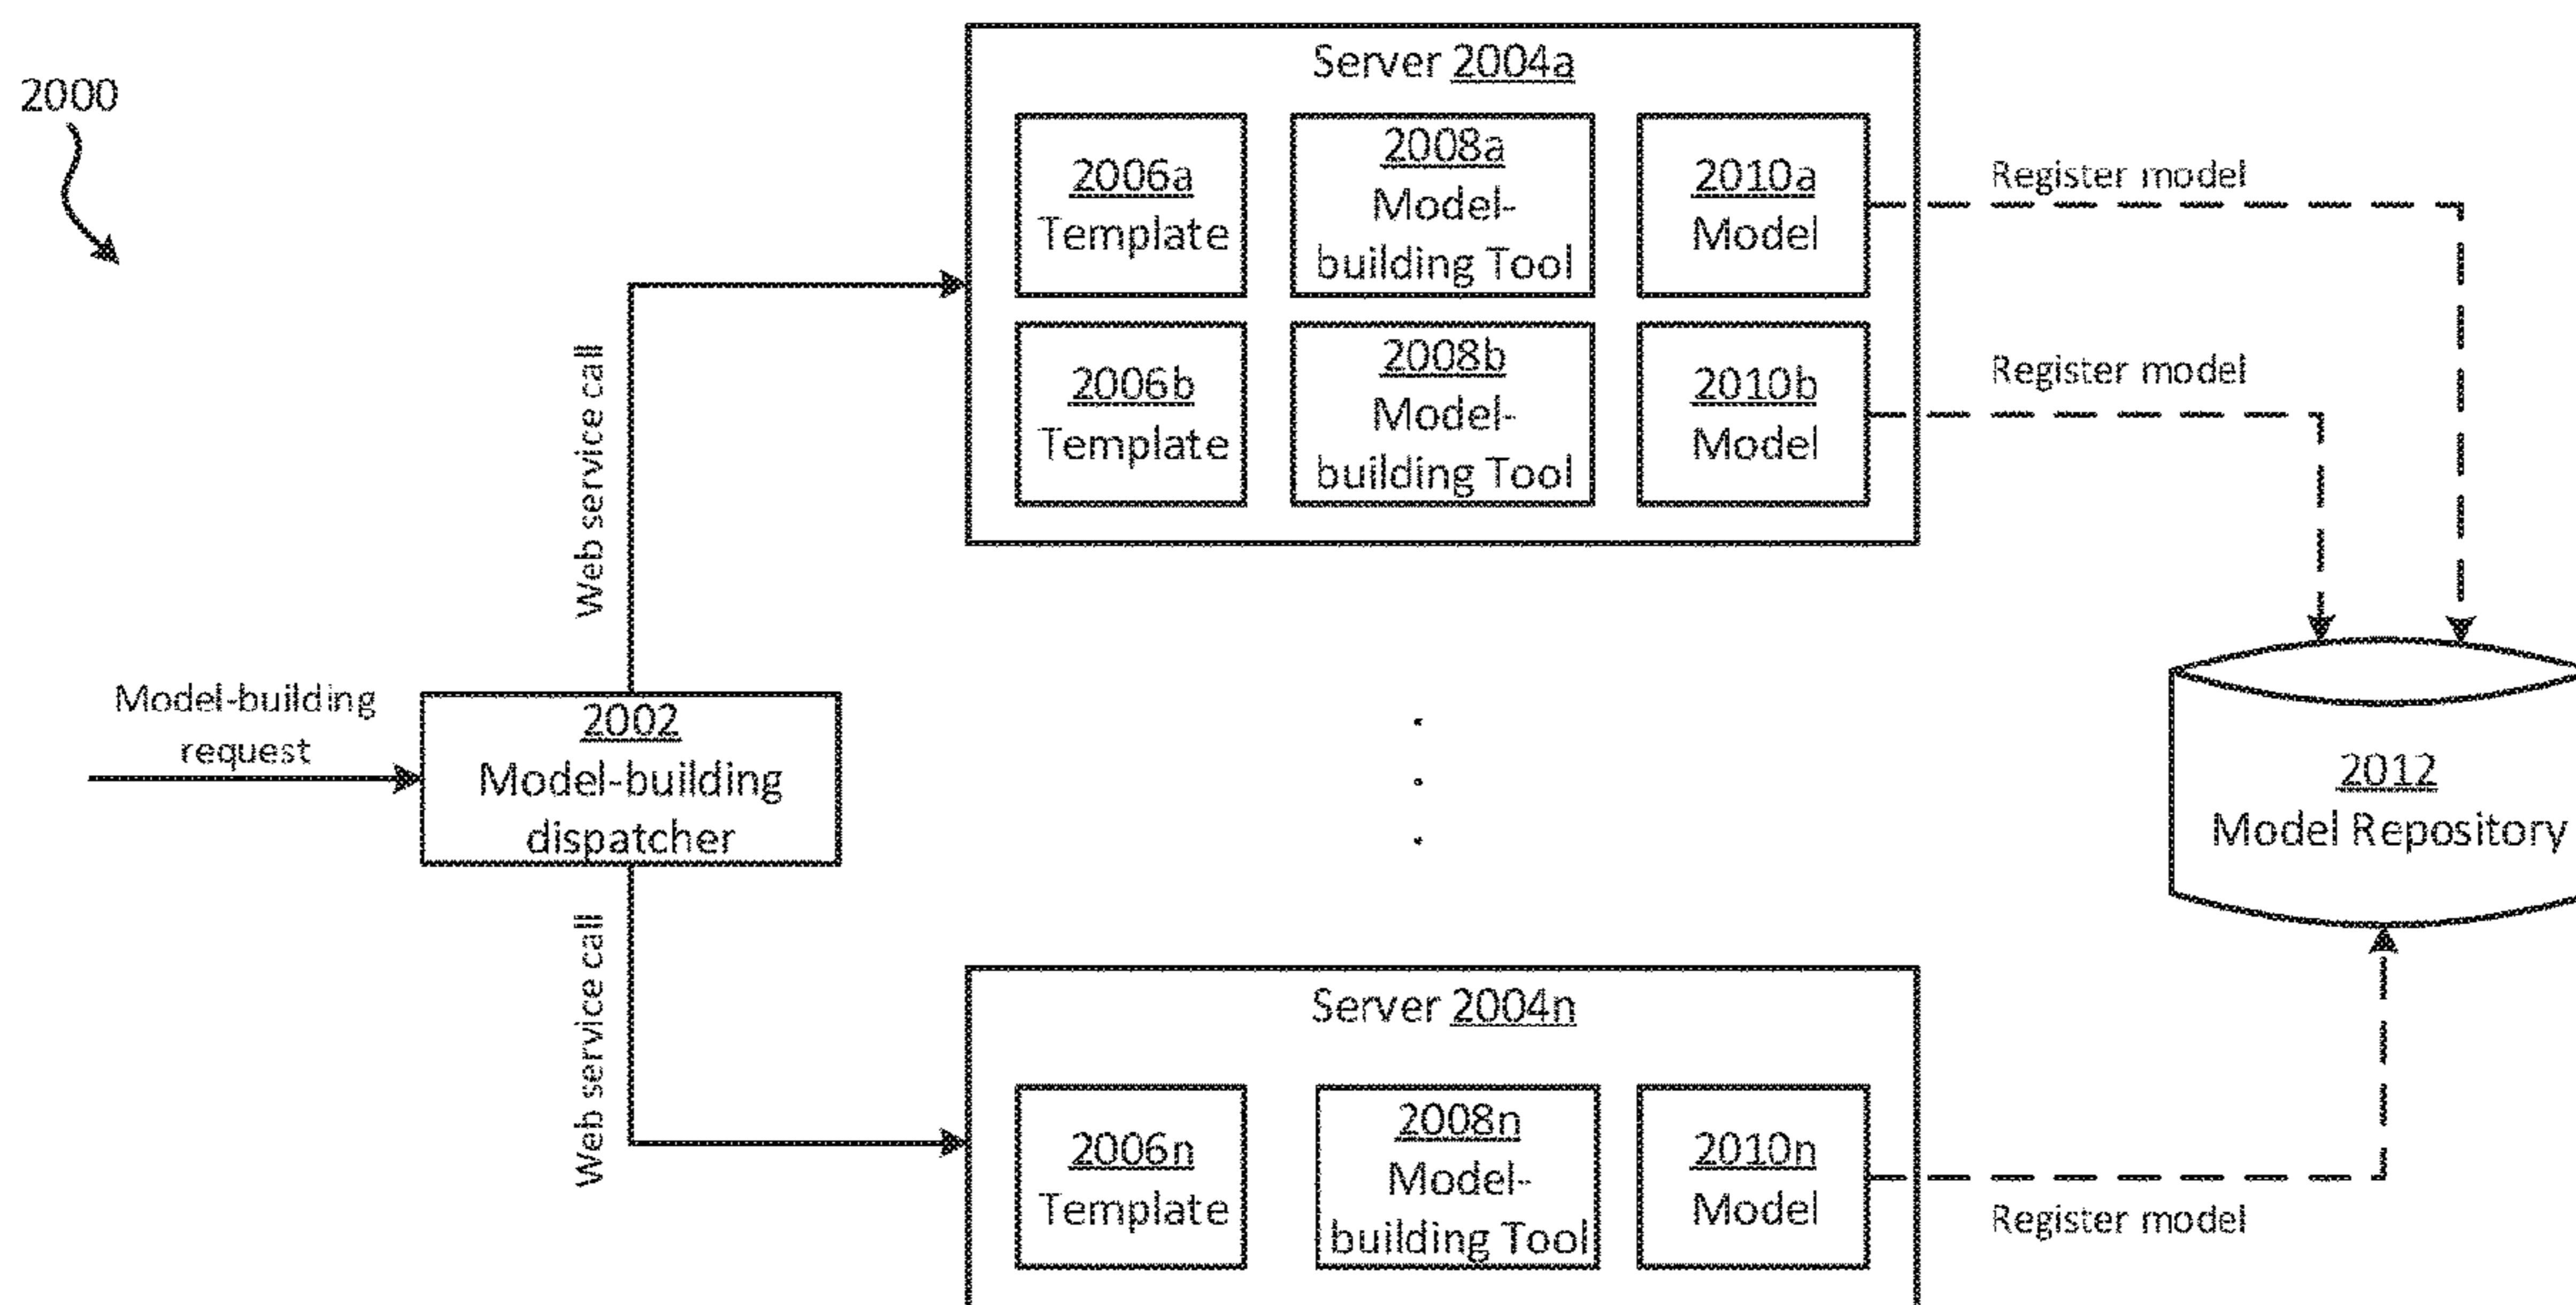 2000
Server 2004a
2006a
Template
2008a
Model-
building Tool
2010a
Model
Register model
2006b
Template
2008b
Model-
building Tool
2010b
Model
Register model
Web service call
Model-building
request
2002
Model-building
dispatcher
2012
Model Repository
Web service call
Server 2004n
2006n
Template
2008n
Model-
building Tool
2010n
Model
Register model